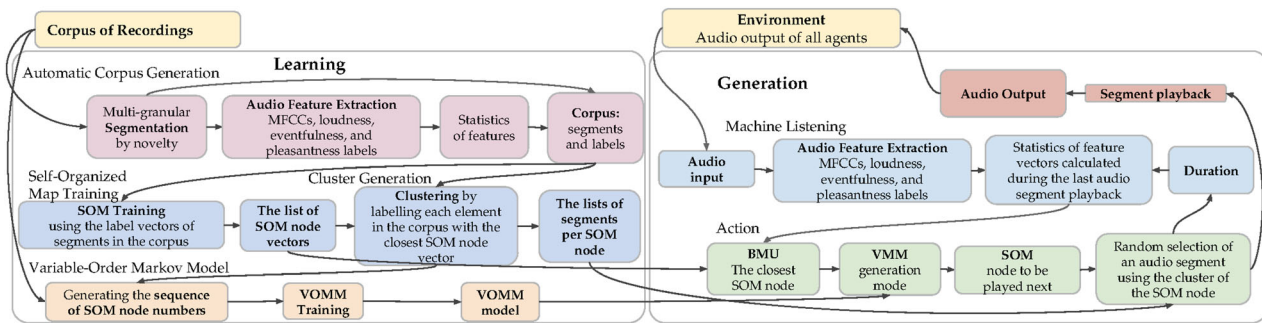 Corpus of Recordings
Learning
Automatic Corpus Generation
Multi-granular
Segmentation
by novelty
Audio Feature Extraction
MFCCs, loudness,
eventfulness, and
pleasantness labels
Statistics
of features
Corpus:
segments
and labels
Self-Organized
Map Training
Cluster Generation
SOM Training
using the label vectors of
segments in the corpus
The list of
SOM node
vectors
Clustering by
labelling each element
in the corpus with the
closest SOM node
vector
The lists of
segments
per SOM
node
Variable-Order Markov Model
Generating the sequence
of SOM node numbers
VOMM
Training
VOMM
model
Environment
Audio output of all agents
Generation
Audio Output
Segment playback
Machine Listening
Audio
input
Audio Feature Extraction
MFCCs, loudness,
eventfulness, and
pleasantness labels
Statistics of feature
vectors calculated
during the last audio
segment playback
Duration
Action
BMU
The closest
SOM node
VMM
generation
mode
SOM
node to be
played next
Random selection of
an audio segment
using the cluster of
the SOM node